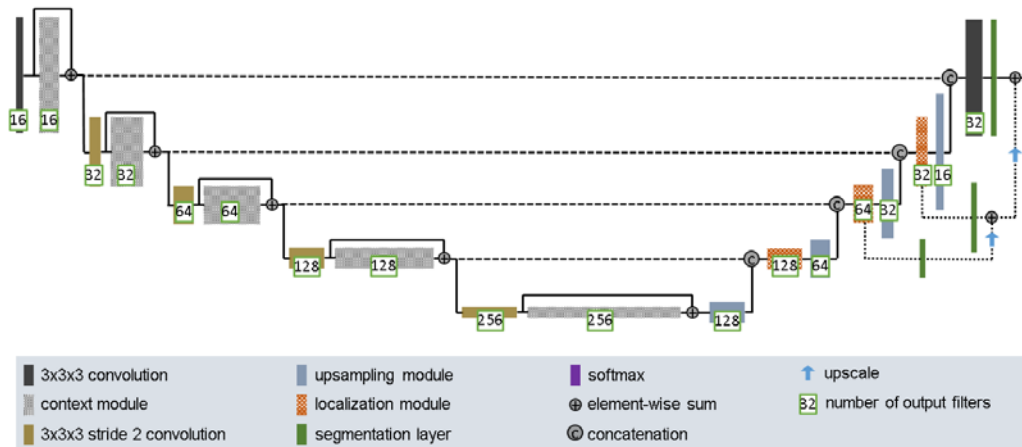 16
16
32
32
32
32
16
64
64
64
32
128
128
128
64
256
256
128
C
C
C
C
3x3x3 convolution
upsampling module
softmax
upscale
context module
localization module
element-wise sum
32 number of output filters
3x3x3 stride 2 convolution
segmentation layer
C concatenation